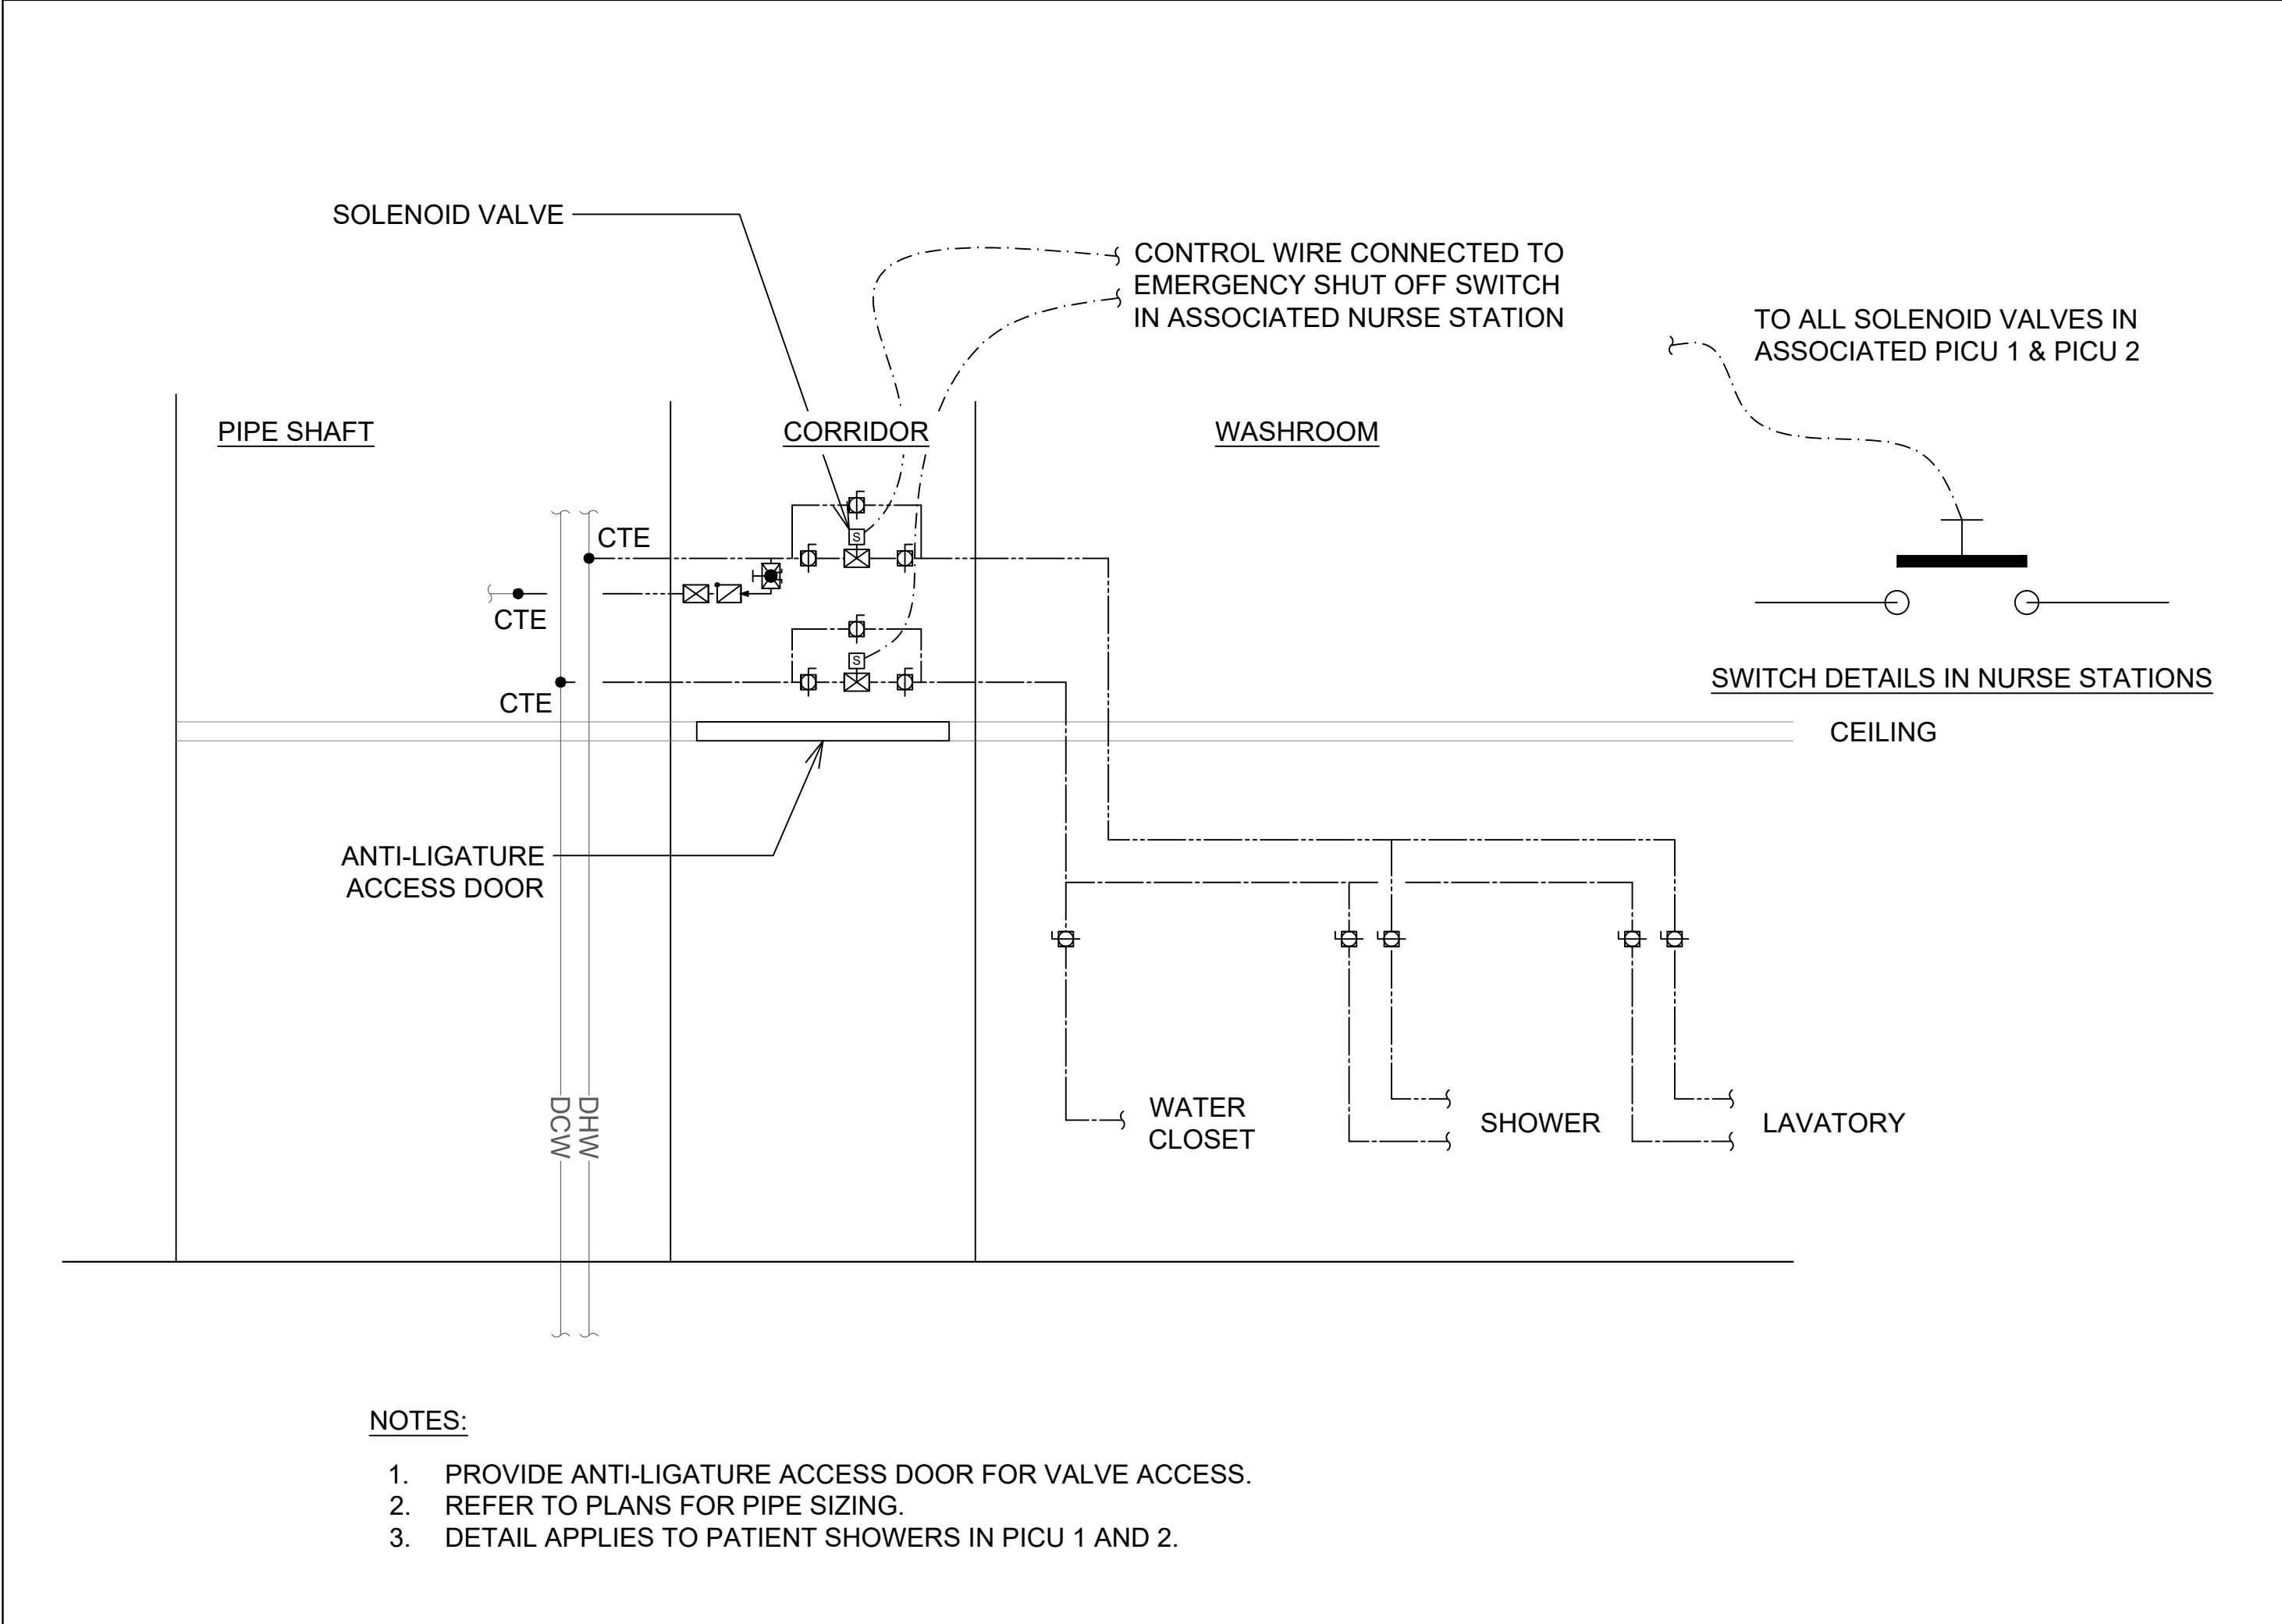 SOLENOID VALVE
CONTROL WIRE CONNECTED TO
EMERGENCY SHUT OFF SWITCH
IN ASSOCIATED NURSE STATION
TO ALL SOLENOID VALVES IN
ASSOCIATED PICU 1 & PICU 2
PIPE SHAFT
CORRIDOR
WASHROOM
CTE
S
CTE
S
CTE
SWITCH DETAILS IN NURSE STATIONS
CEILING
ANTI-LIGATURE
ACCESS DOOR
DCW
DHW
WATER
CLOSET
SHOWER
LAVATORY
NOTES:
1. PROVIDE ANTI-LIGATURE ACCESS DOOR FOR VALVE ACCESS.
2. REFER TO PLANS FOR PIPE SIZING.
3. DETAIL APPLIES TO PATIENT SHOWERS IN PICU 1 AND 2.